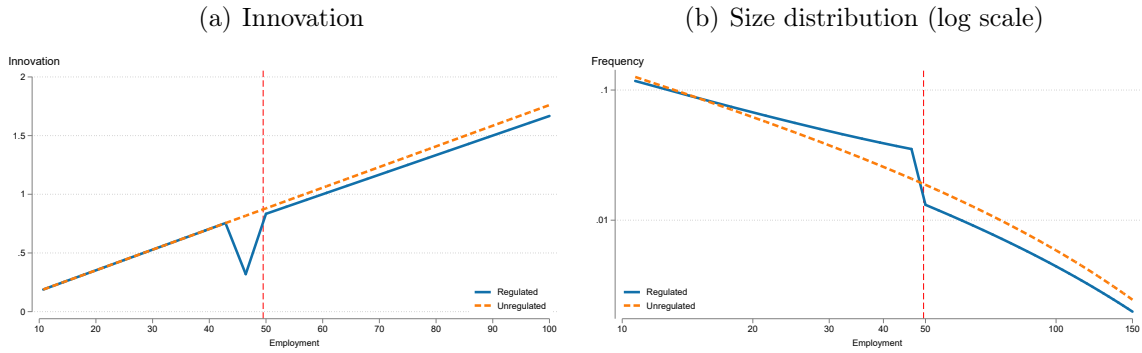 (a) Innovation
Innovation
2
1.5
1
.5
0
10 20 30 40 50 60 70 80 90 100
Employment
Regulated
Unregulated
(b) Size distribution (log scale)
Frequency
.1
.01
10 20 30 40 50 100 150
Employment
Regulated
Unregulated